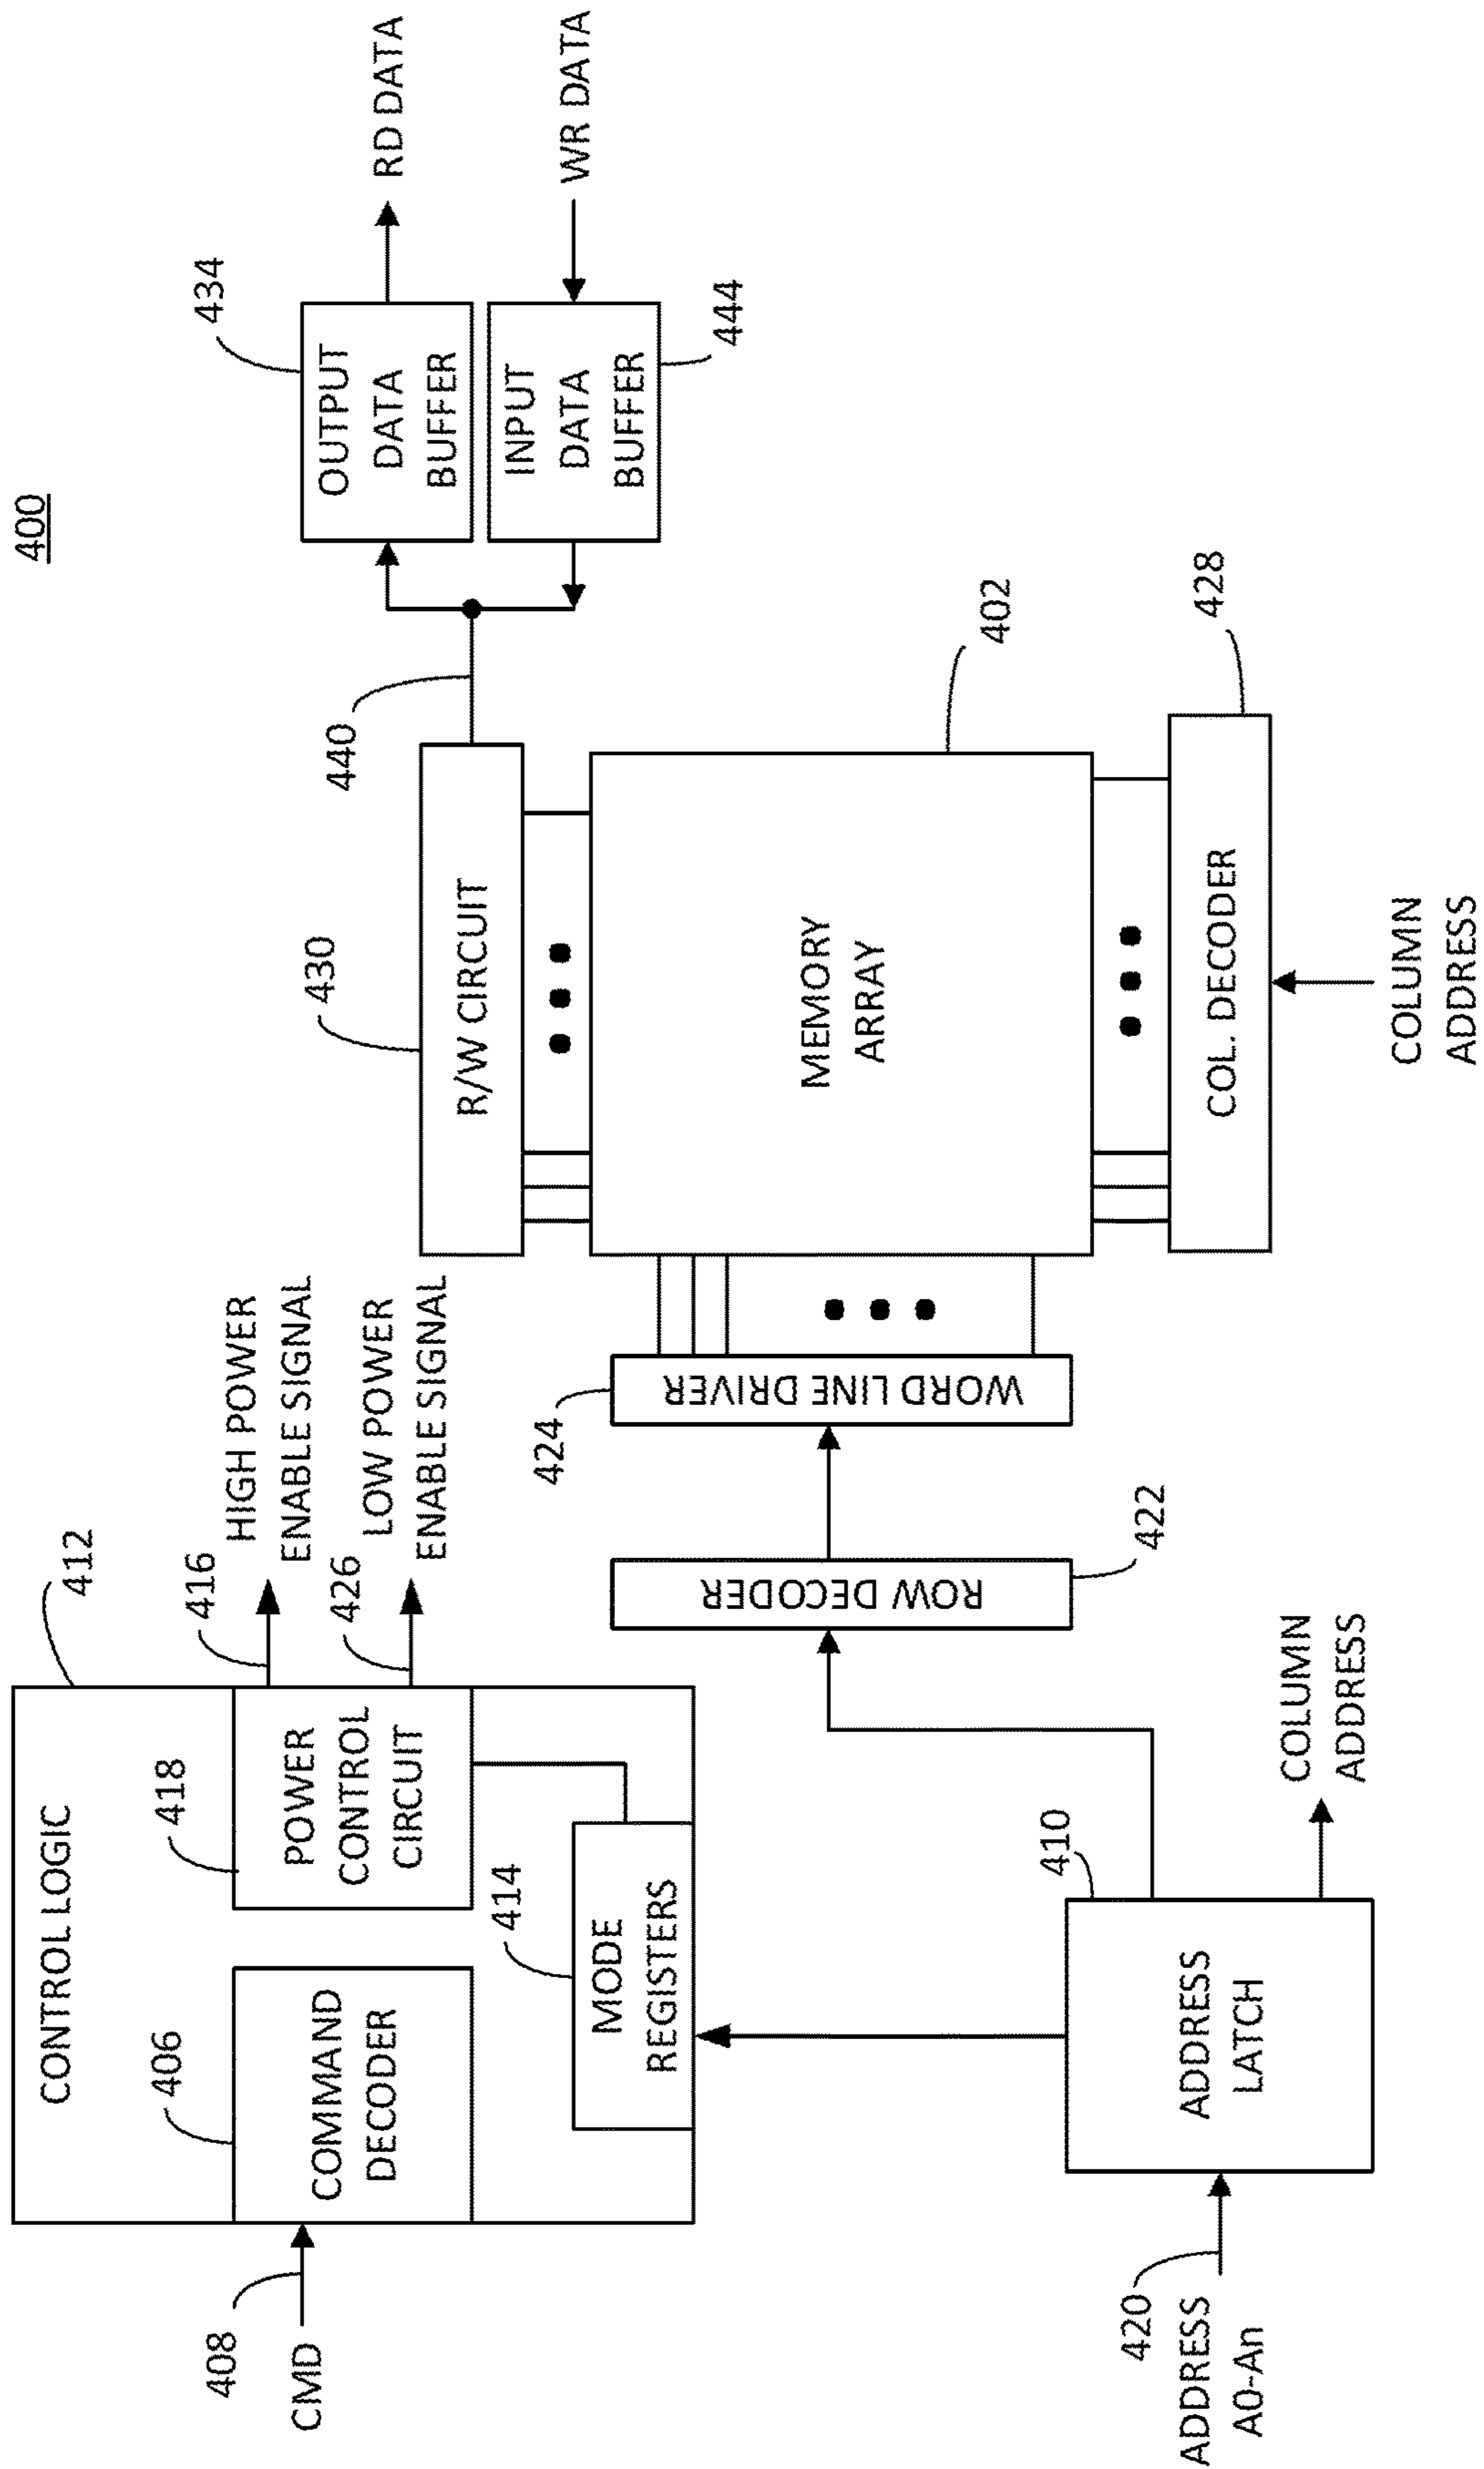 400
CONTROL LOGIC
412
406
418
416
HIGH POWER
ENABLE SIGNAL
408
CMD
COMMAND
DECODER
POWER
CONTROL
CIRCUIT
426
LOW POWER
ENABLE SIGNAL
414
MODE
REGISTERS
430
R/W CIRCUIT
440
434
OUTPUT
DATA
BUFFER
RD DATA
INPUT
DATA
BUFFER
WR DATA
444
424
WORD LINE DRIVER
ROW DECODER
422
MEMORY
ARRAY
402
420
ADDRESS
A0-An
410
ADDRESS
LATCH
COLUMN
ADDRESS
COL. DECODER
428
COLUMN
ADDRESS